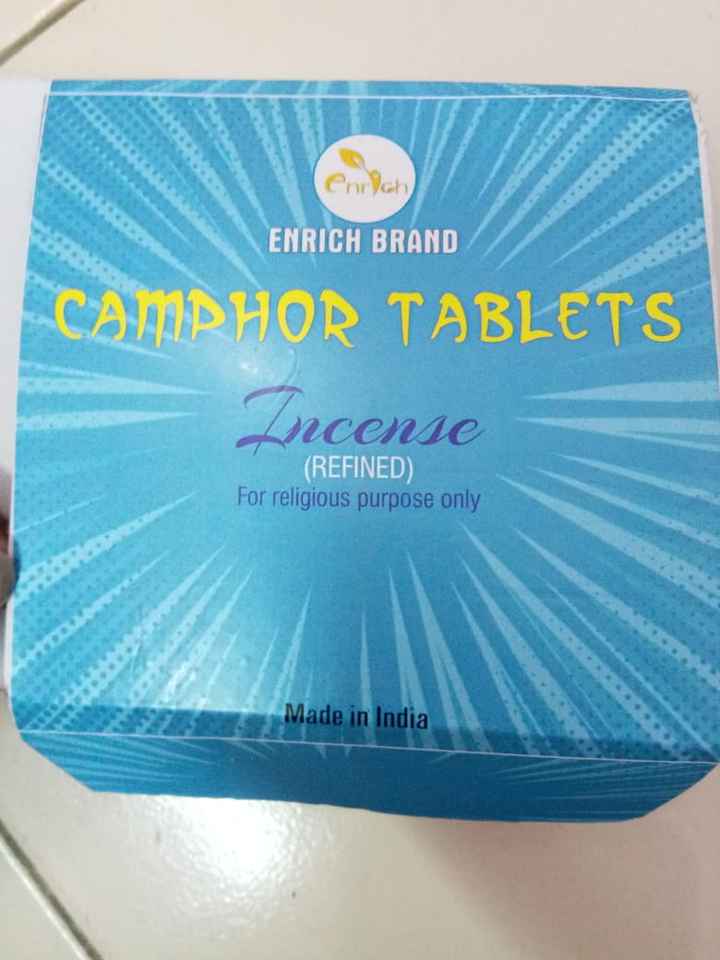 enrich
ENRICH BRAND
CAMPHOR TABLETS
Incense
(REFINED)
For religious purpose only
Made in India